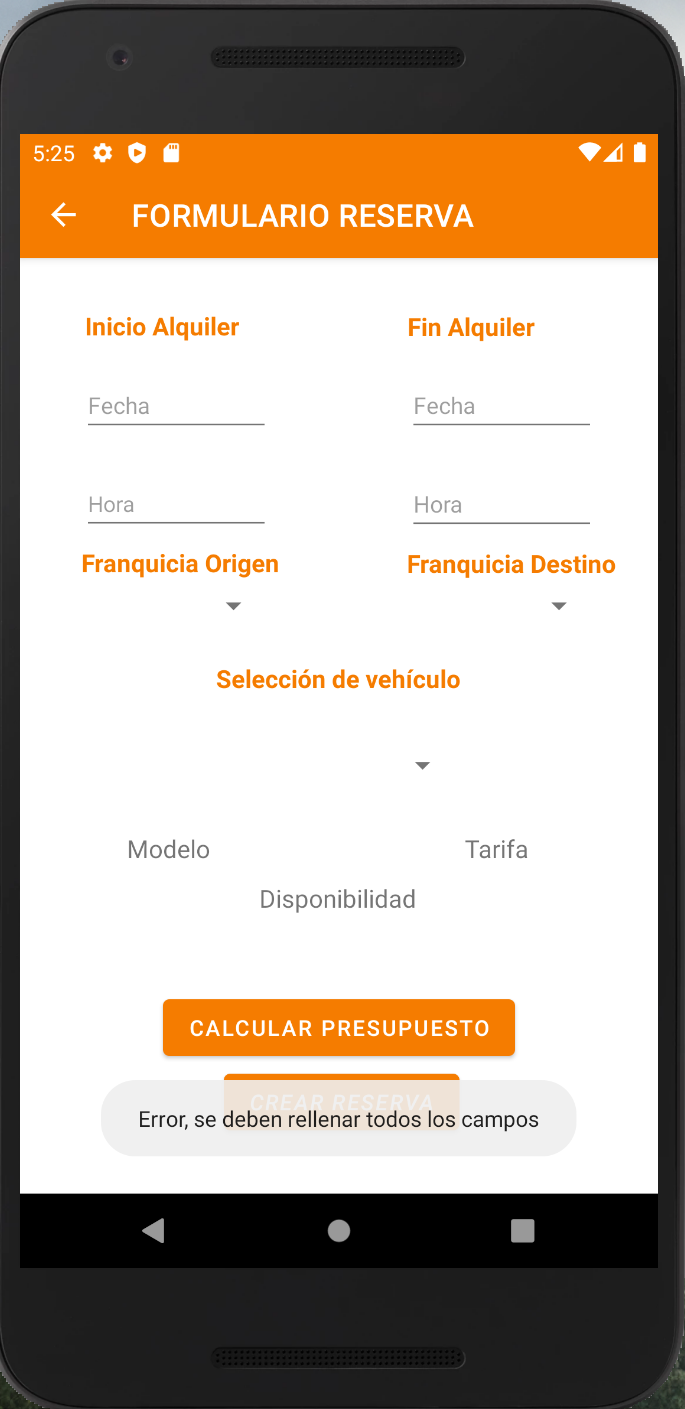 5:25
FORMULARIO RESERVA
Inicio Alquiler
Fin Alquiler
Fecha
Fecha
Hora
Hora
Franquicia Origen
Franquicia Destino
Selección de vehículo
Modelo
Tarifa
Disponibilidad
CALCULAR PRESUPUESTO
CREAR RESERVA
Error, se deben rellenar todos los campos